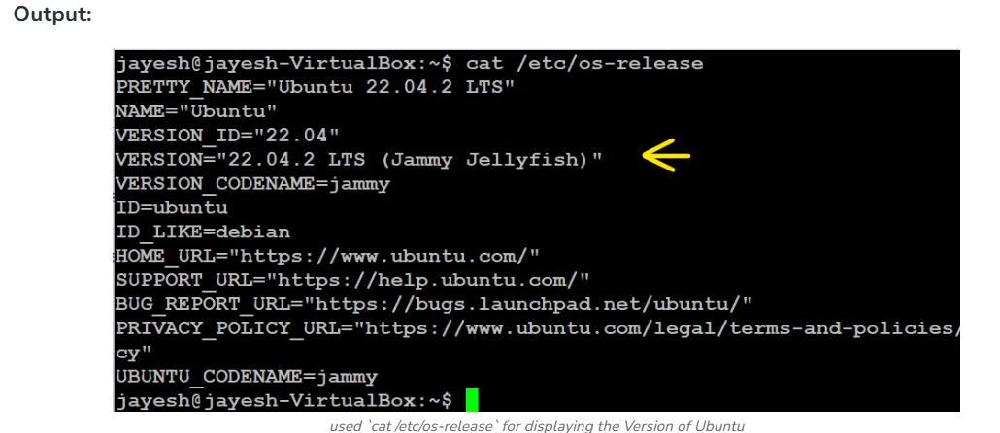 Output:
jayesh@jayesh-VirtualBox:~$ cat /etc/os-release
PRETTY_NAME="Ubuntu 22.04.2 LTS"
NAME="Ubuntu"
VERSION_ID="22.04"
VERSION="22.04.2 LTS (Jammy Jellyfish)"
VERSION_CODENAME=jammy
ID=ubuntu
ID_LIKE=debian
HOME_URL="https://www.ubuntu.com/"
SUPPORT_URL="https://help.ubuntu.com/"
BUG_REPORT_URL="https://bugs.launchpad.net/ubuntu/"
PRIVACY_POLICY_URL="https://www.ubuntu.com/legal/terms-and-policies/
cy"
UBUNTU_CODENAME=jammy
jayesh@jayesh-VirtualBox:~$
used `cat /etc/os-release` for displaying the Version of Ubuntu